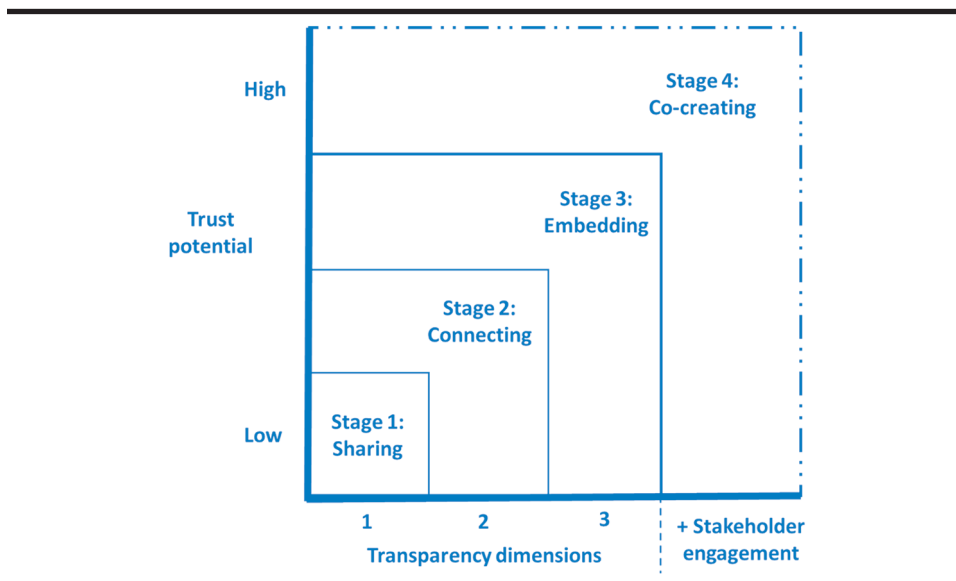 High
Stage 4:
Co-creating
Trust
potential
Stage 3:
Embedding
Stage 2:
Connecting
Low
Stage 1:
Sharing
1
2
3
+ Stakeholder
engagement
Transparency dimensions